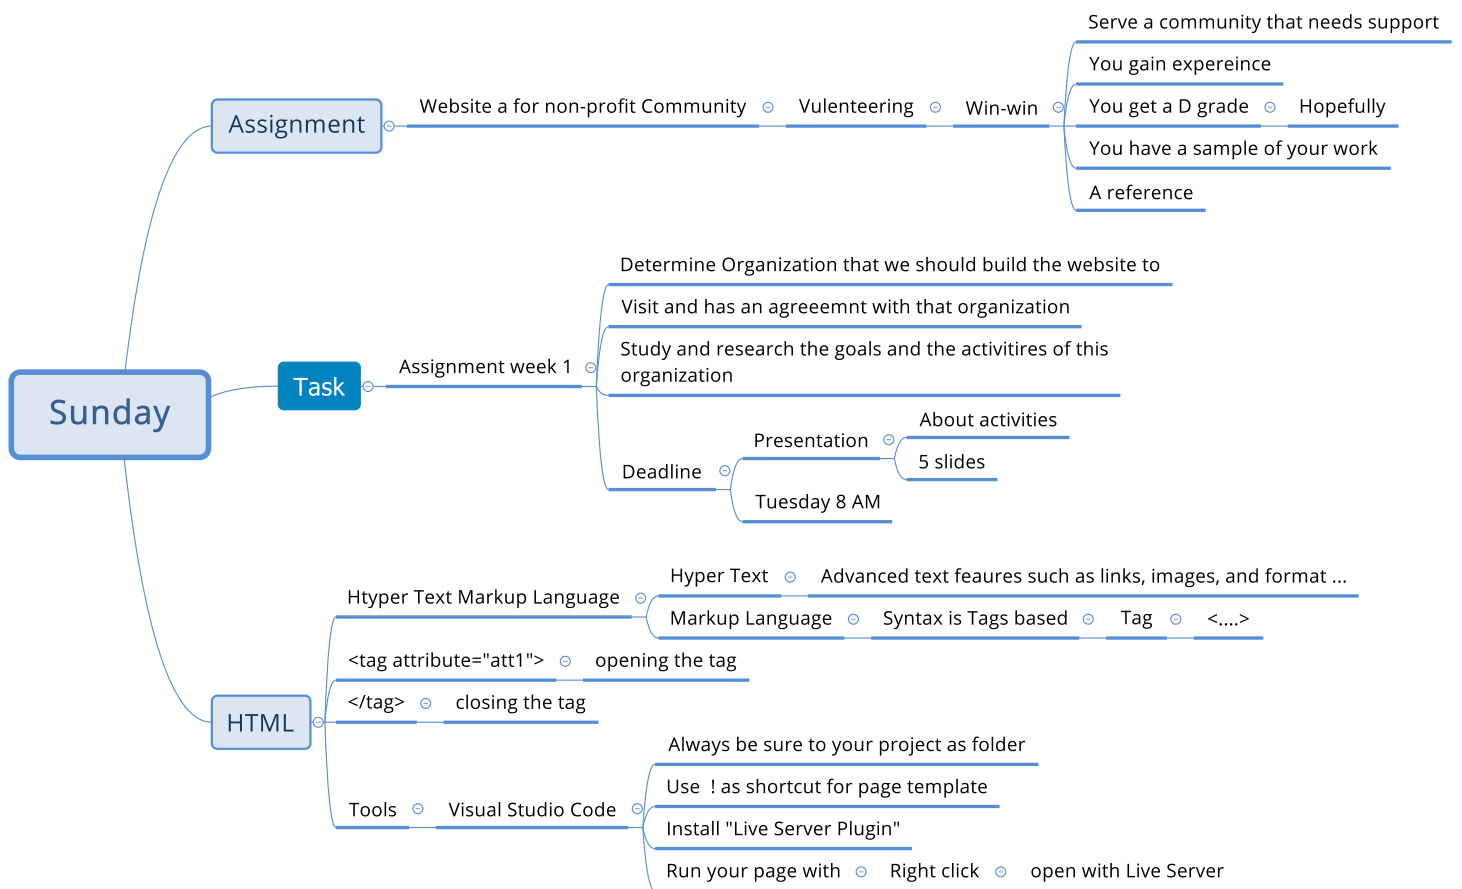 Sunday
Assignment
Website a for non-profit Community
Vulenteering
Win-win
Serve a community that needs support
You gain expereince
You get a D grade
Hopefully
You have a sample of your work
A reference
Task
Assignment week 1
Determine Organization that we should build the website to
Visit and has an agreeemnt with that organization
Study and research the goals and the activitires of this
organization
Deadline
Presentation
About activities
5 slides
Tuesday 8 AM
HTML
Htyper Text Markup Language
Hyper Text
Advanced text feaures such as links, images, and format ...
Markup Language
Syntax is Tags based
Tag
<....>
<tag attribute="att1">
opening the tag
</tag>
closing the tag
Tools
Visual Studio Code
Always be sure to your project as folder
Use  ! as shortcut for page template
Install "Live Server Plugin"
Run your page with
Right click
open with Live Server